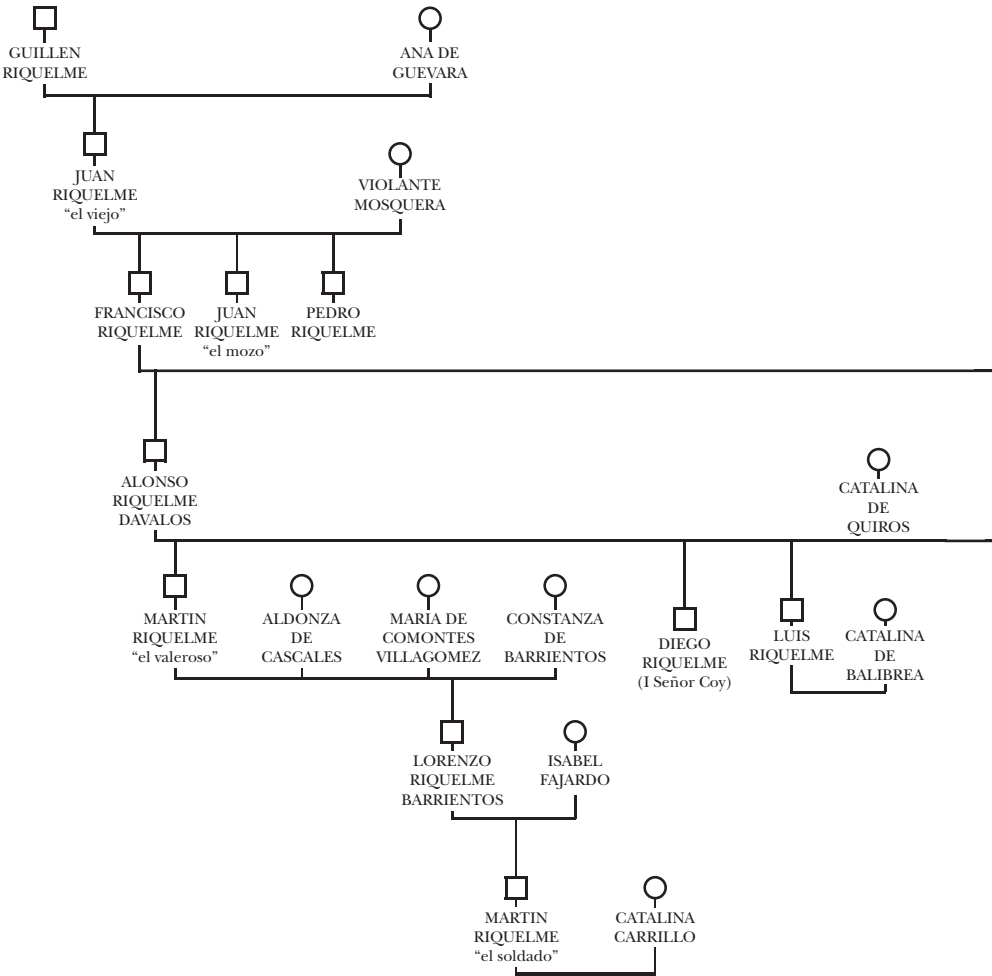 GUILLEN
RIQUELME
ANA DE
GUEVARA
JUAN
RIQUELME
“el viejo”
VIOLANTE
MOSQUERA
FRANCISCO
RIQUELME
JUAN
RIQUELME
“el mozo”
PEDRO
RIQUELME
ALONSO
RIQUELME
DAVALOS
CATALINA
DE
QUIROS
MARTIN
RIQUELME
“el valeroso”
ALDONZA
DE
CASCALES
MARIA DE
COMONTES
VILLAGOMEZ
CONSTANZA
DE
BARRIENTOS
DIEGO
RIQUELME
(I Señor Coy)
LUIS
RIQUELME
CATALINA
DE
BALIBREA
LORENZO
RIQUELME
BARRIENTOS
ISABEL
FAJARDO
MARTIN
RIQUELME
“el soldado”
CATALINA
CARRILLO